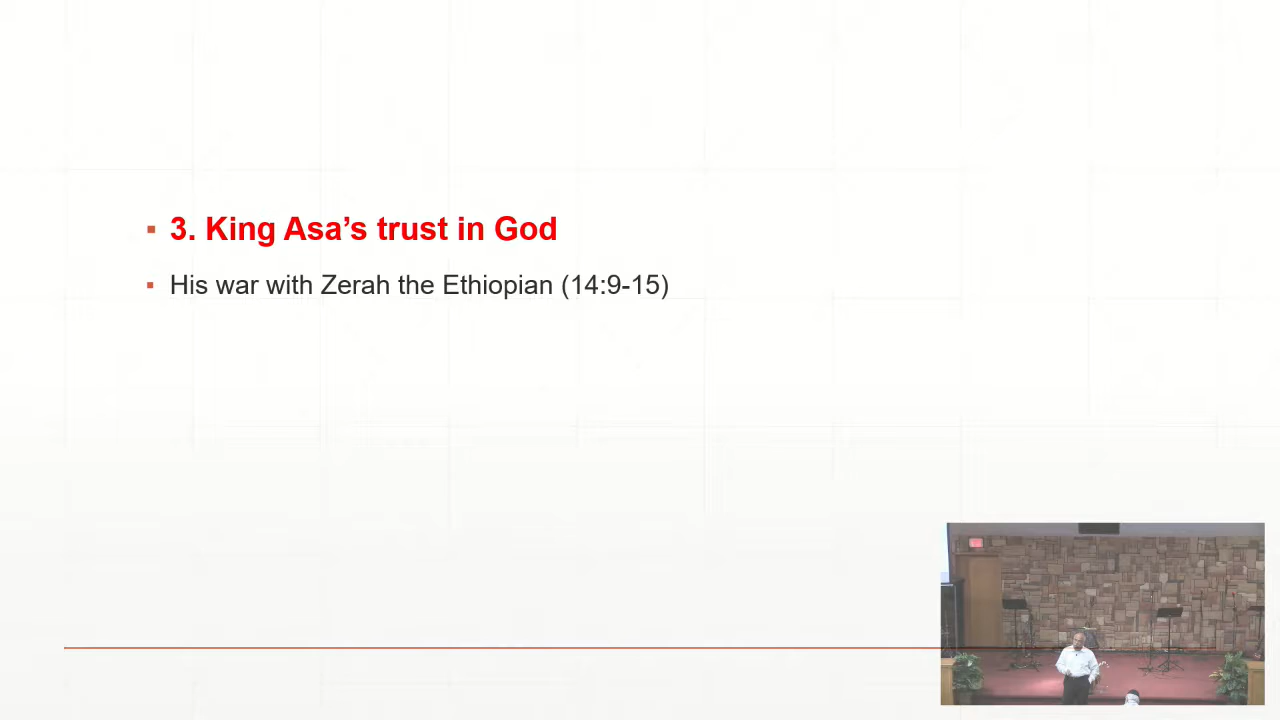 3. King Asa’s trust in God
His war with Zerah the Ethiopian (14:9-15)